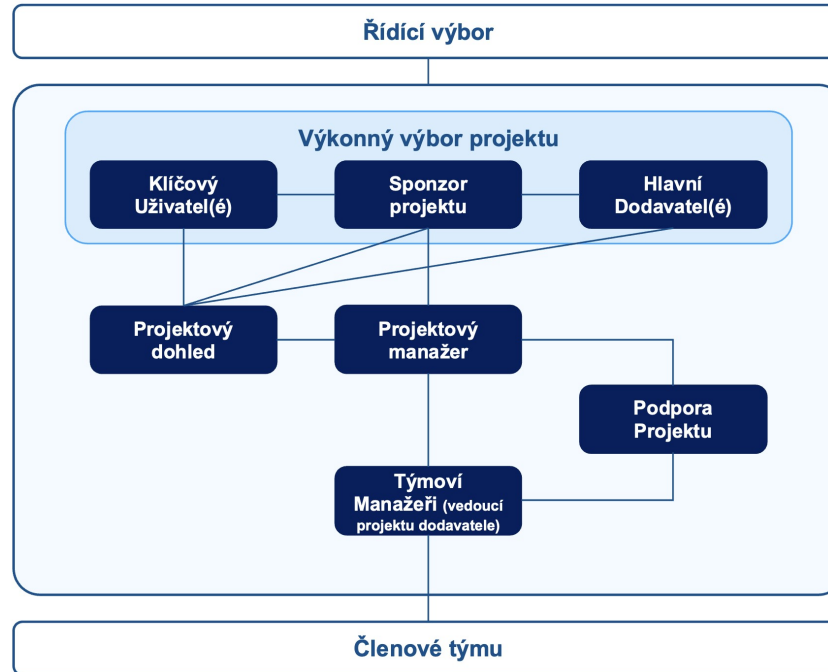 Řídící výbor
Výkonný výbor projektu
Klíčový
Uživatel(é)
Sponzor
projektu
Hlavní
Dodavatel(é)
Projektový
dohled
Projektový
manažer
Podpora
Projektu
Týmoví
Manažeři (vedoucí
projektu dodavatele)
Členové týmu